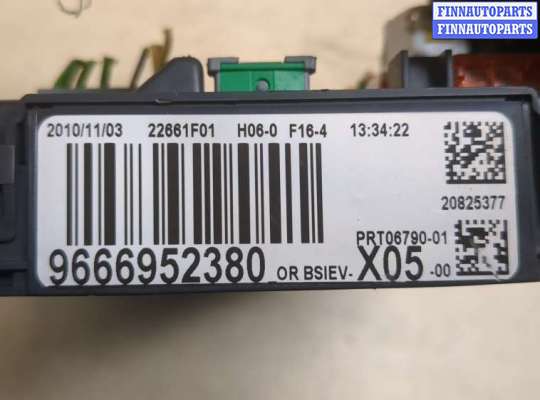 FINNAUTOPARTS
FINNAUTOPARTS
FINNAUTOPARTS
2010/11/03 22661F01 H06-0 F16-4 13:34:22
20825377
PRT06790-01
9666952380 OR BSIEV- X05 -00